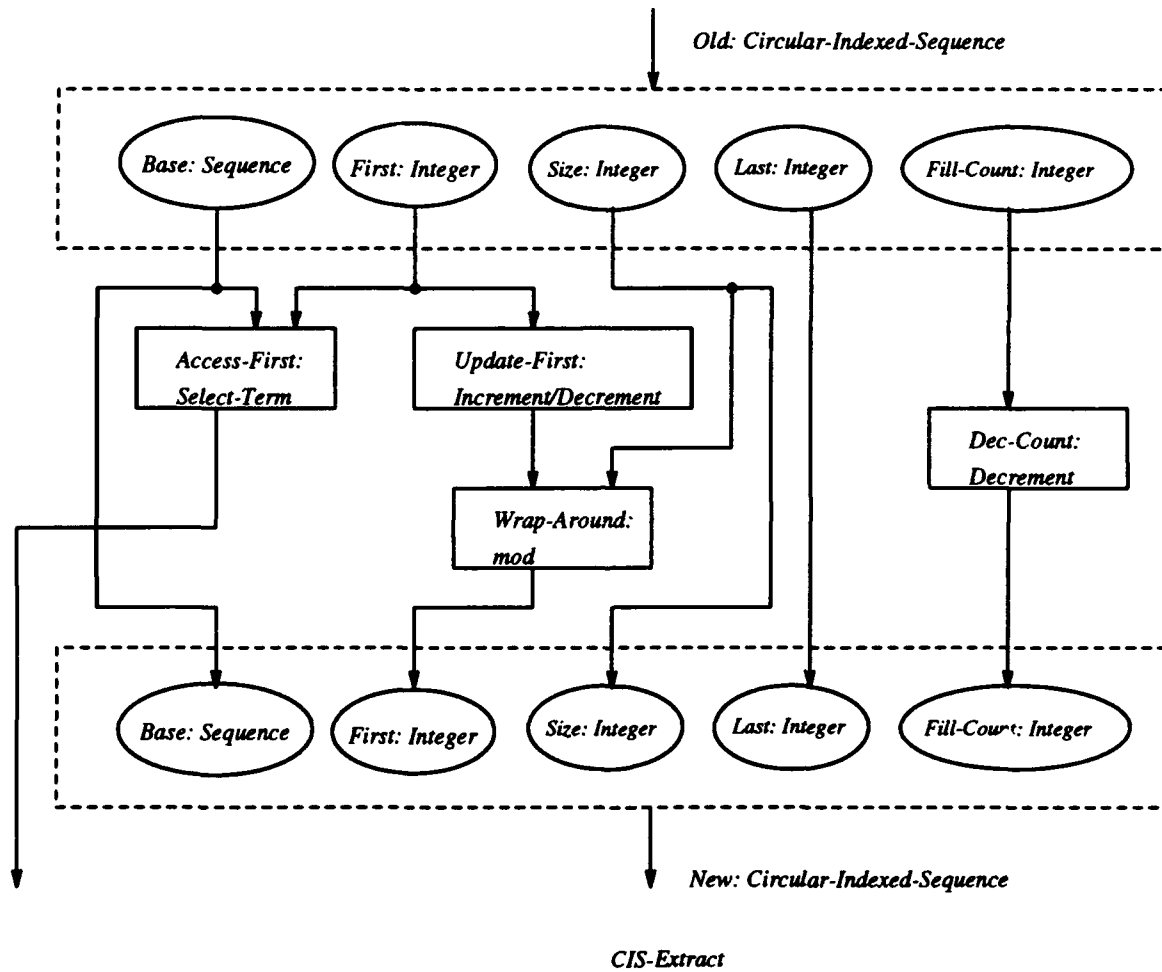 Old: Circular-Indexed-Sequence
Base: Sequence
First: Integer
Size: Integer
Last: Integer
Fill-Count: Integer
Access-First:
Select-Term
Update-First:
Increment/Decrement
Dec-Count:
Decrement
Wrap-Around:
mod
Base: Sequence
First: Integer
Size: Integer
Last: Integer
Fill-Count: Integer
New: Circular-Indexed-Sequence
CIS-Extract